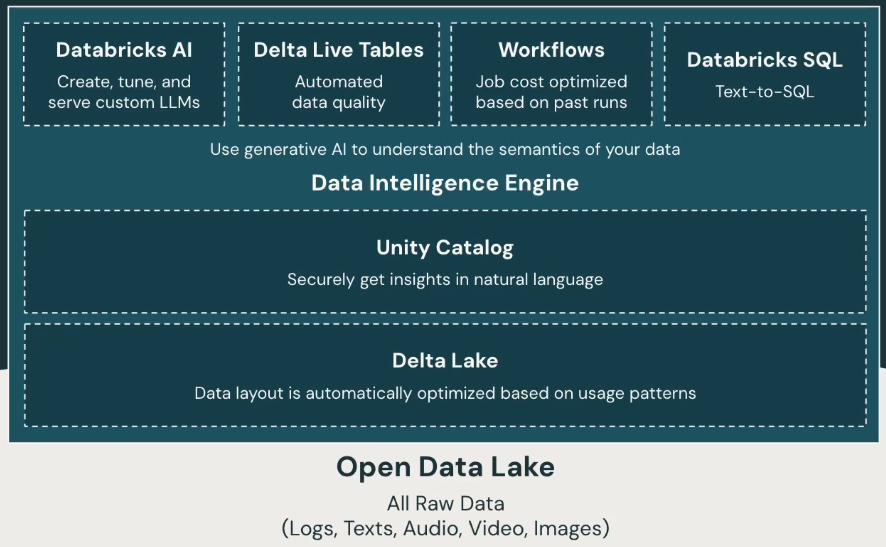 Databricks AI
Create, tune, and
serve custom LLMs
Delta Live Tables
Automated
data quality
Workflows
Job cost optimized
based on past runs
Databricks SQL
Text-to-SQL
Use generative AI to understand the semantics of your data
Data Intelligence Engine
Unity Catalog
Securely get insights in natural language
Delta Lake
Data layout is automatically optimized based on usage patterns
Open Data Lake
All Raw Data
(Logs, Texts, Audio, Video, Images)